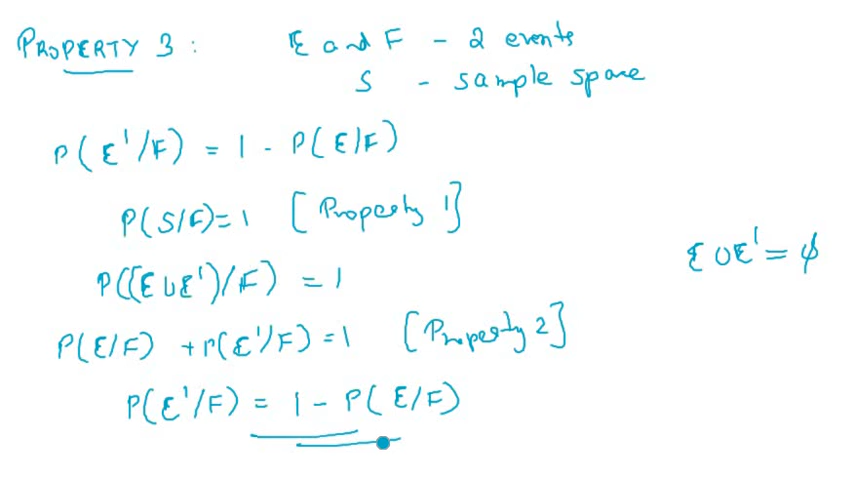 PROPERTY 3 : E and F - 2 events
S - sample space
P(E'/F) = 1 - P(E/F)
P(S/F)=1 [Property 1]
P((E∪E')/F) = 1
E∪E' = φ
P(E/F) + P(E'/F) = 1 [Property 2]
P(E'/F) = 1 - P(E/F)